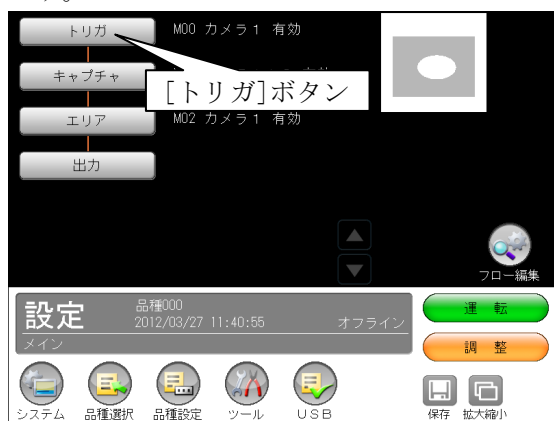 トリガ M00 カメラ1 有効
キャプチャ
[トリガ]ボタン
エリア M02 カメラ1 有効
出力
フロー編集
設定 品種000
2012/03/27 11:40:55 オフライン
メイン
運 転
調 整
システム 品種選択 品種設定 ツール USB 保存 拡大縮小